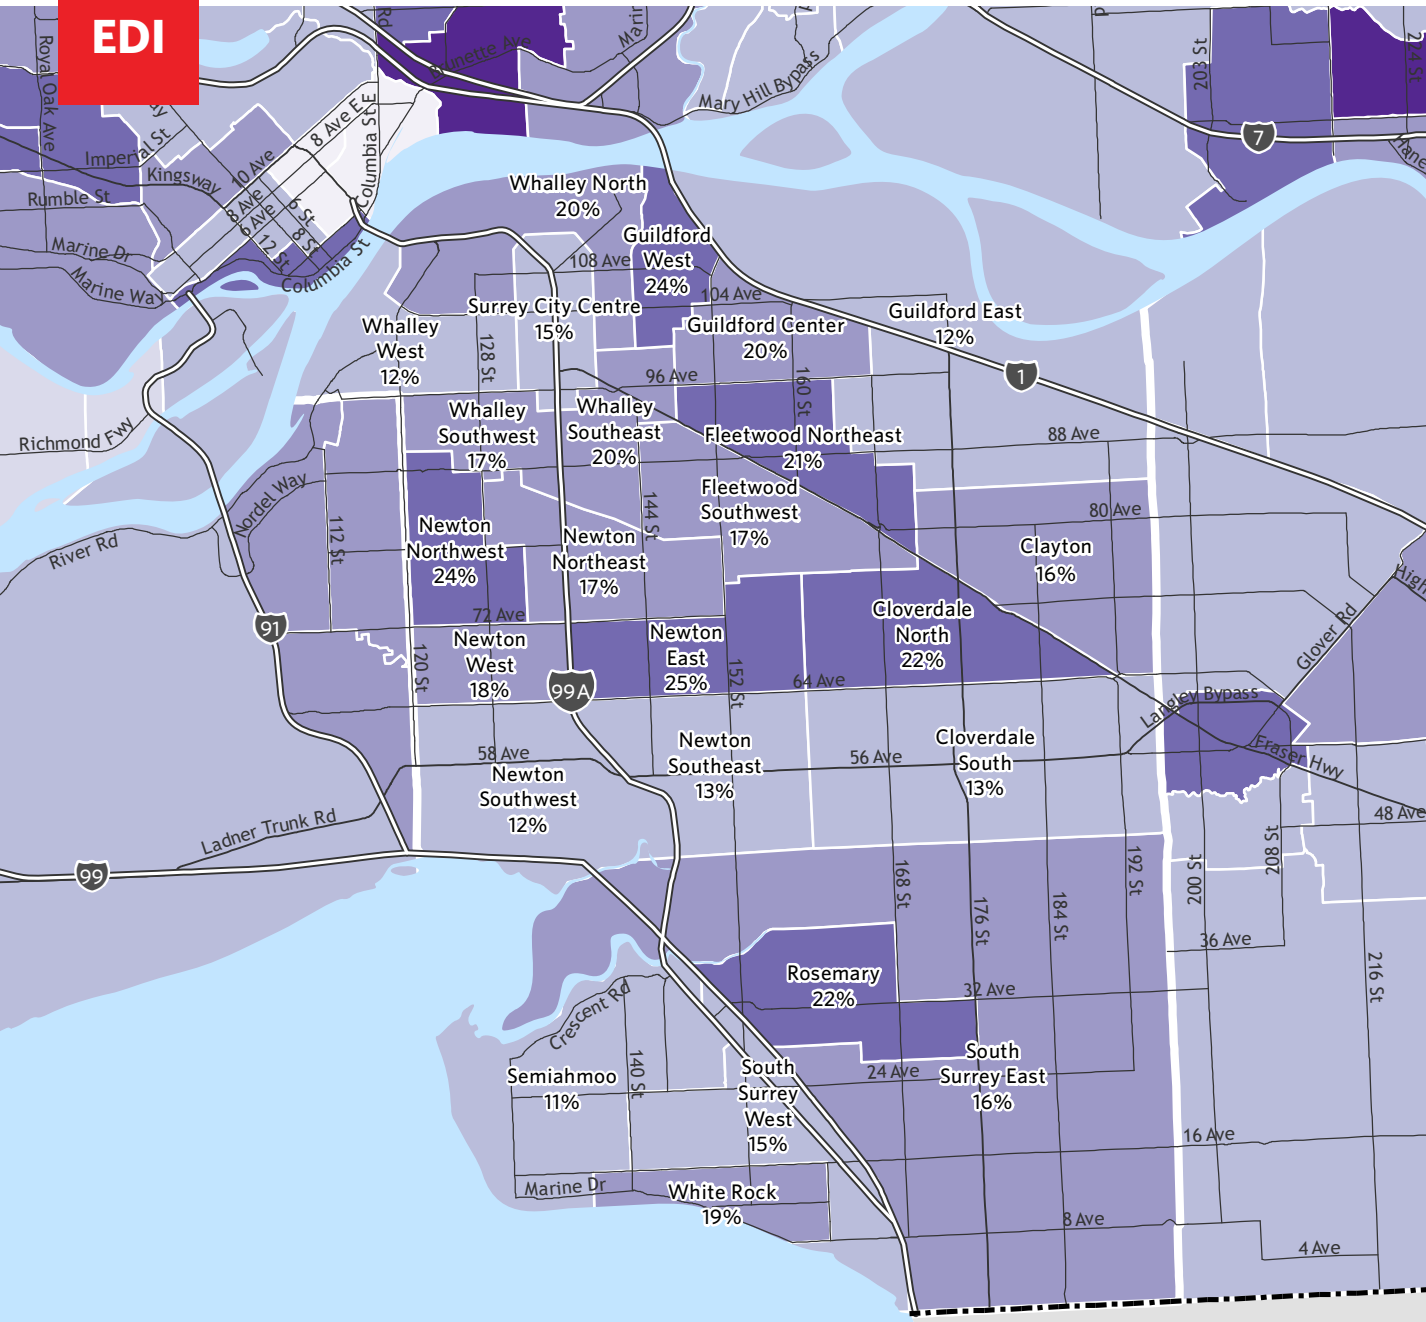 EDI
Royal Oak Ave
Rd
Brunette Ave
Mary Hill Bypass
203 St
224 St
7
Imperial St
8 Ave E
Columbia St E
Kingsway
10 Ave
Rumble St
8 Ave
6 Ave
6 St
8 St
12 St
Marine Dr
Marine Way
Columbia St
Whalley North
20%
Guildford
West
24%
108 Ave
104 Ave
Surrey City Centre
15%
Guildford Center
20%
Guildford East
12%
Whalley
West
12%
128 St
96 Ave
160 St
1
Whalley
Southwest
17%
Whalley
Southeast
20%
Fleetwood Northeast
21%
88 Ave
Richmond Fwy
Nordel Way
River Rd
112 St
Newton
Northwest
24%
144 St
Newton
Northeast
17%
Fleetwood
Southwest
17%
80 Ave
Clayton
16%
High
72 Ave
91
Newton
West
18%
120 St
99A
Newton
East
25%
152 St
Cloverdale
North
22%
64 Ave
Glover Rd
Langley Bypass
Fraser Hwy
58 Ave
Newton
Southwest
12%
Newton
Southeast
13%
56 Ave
Cloverdale
South
13%
48 Ave
Ladner Trunk Rd
99
168 St
176 St
184 St
192 St
200 St
208 St
216 St
36 Ave
Rosemary
22%
32 Ave
Crescent Rd
140 St
Semiahmoo
11%
South
Surrey
West
15%
24 Ave
South
Surrey East
16%
16 Ave
Marine Dr
White Rock
19%
8 Ave
4 Ave